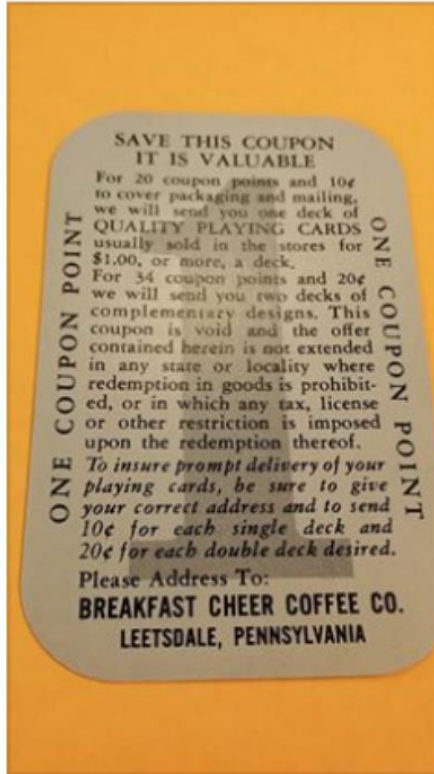 SAVE THIS COUPON
IT IS VALUABLE
For 20 coupon points and 10¢
to cover packaging and mailing,
we will send you one deck of
QUALITY PLAYING CARDS
usually sold in the stores for
$1.00, or more, a deck.
For 34 coupon points and 20¢
we will send you two decks of
complementary designs. This
coupon is void and the offer
contained herein is not extended
in any state or locality where
redemption in goods is prohibit-
ed, or in which any tax, license
or other restriction is imposed
upon the redemption thereof.
To insure prompt delivery of your
playing cards, be sure to give
your correct address and to send
10¢ for each single deck and
20¢ for each double deck desired.
Please Address To:
BREAKFAST CHEER COFFEE CO.
LEETSDALE, PENNSYLVANIA
ONE COUPON POINT
ONE COUPON POINT
1